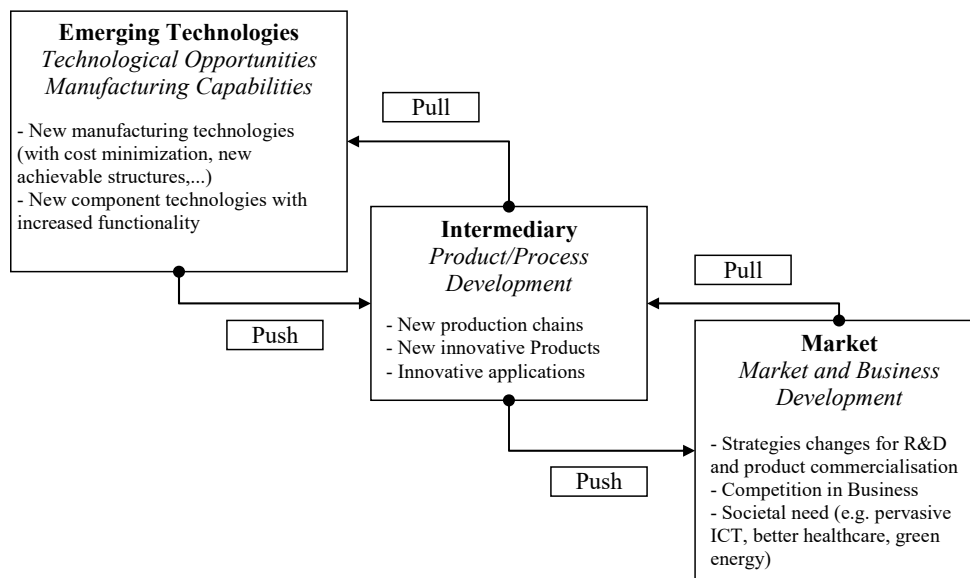 Emerging Technologies
Technological Opportunities
Manufacturing Capabilities
- New manufacturing technologies
(with cost minimization, new
achievable structures,...)
- New component technologies with
increased functionality
Pull
Push
Intermediary
Product/Process
Development
- New production chains
- New innovative Products
- Innovative applications
Pull
Push
Market
Market and Business
Development
- Strategies changes for R&D
and product commercialisation
- Competition in Business
- Societal need (e.g. pervasive
ICT, better healthcare, green
energy)